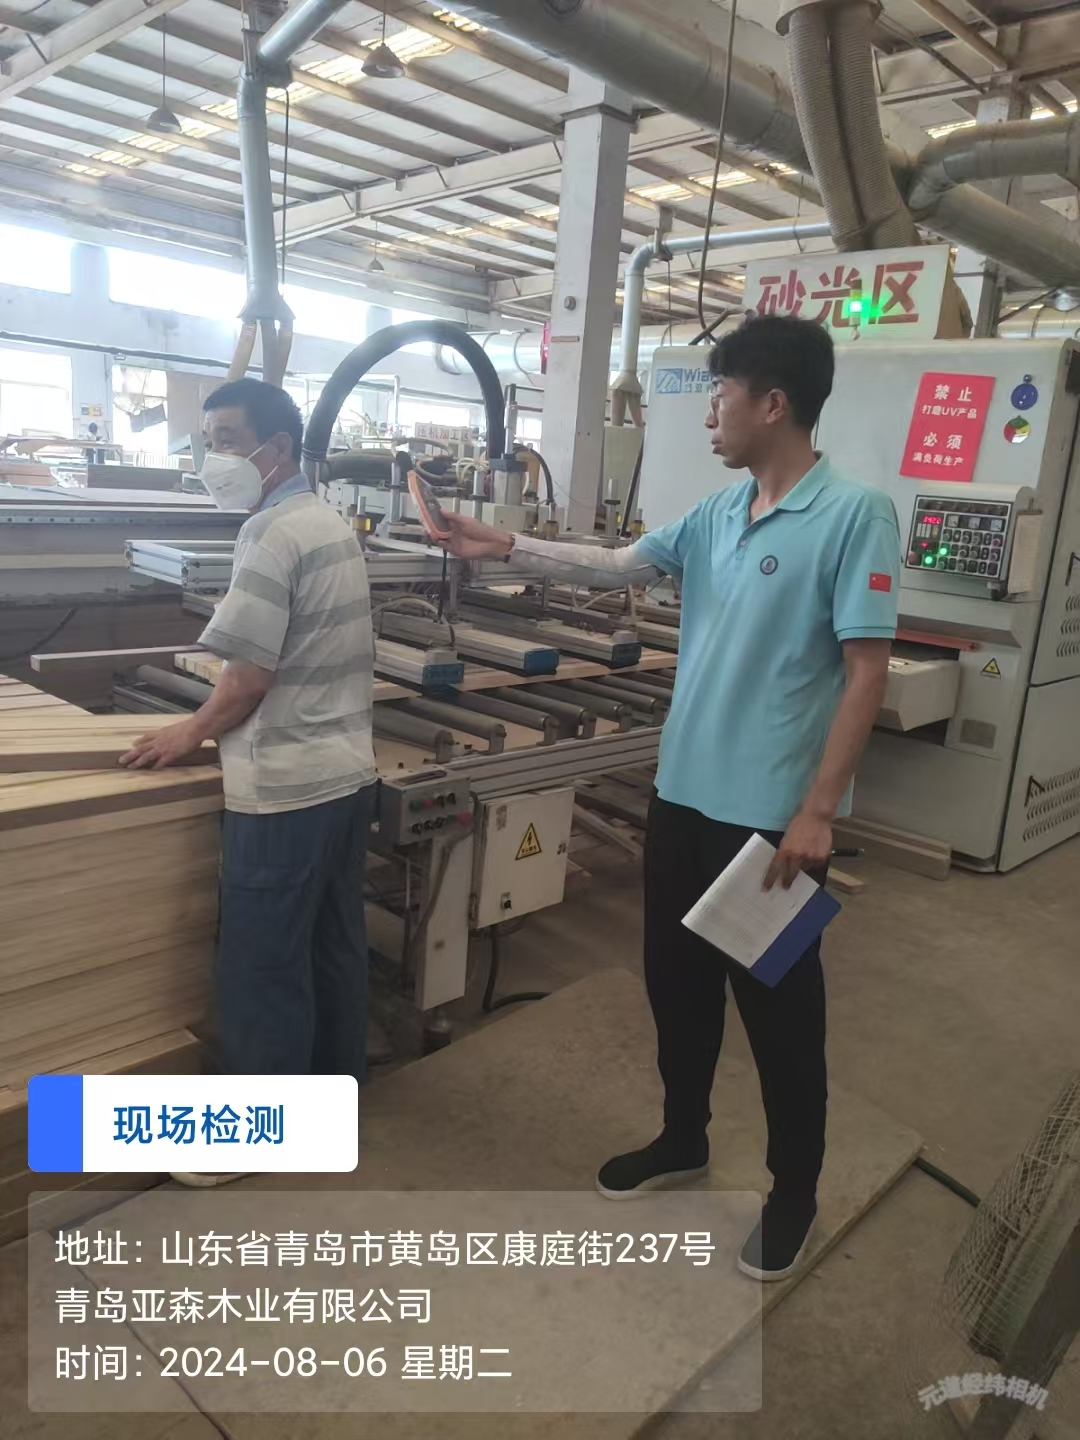 砂光区
禁止
打磨UV产品
必须
满负荷生产
现场检测
地址：山东省青岛市黄岛区康庭街237号
青岛亚森木业有限公司
时间：2024-08-06 星期二
元道经纬相机